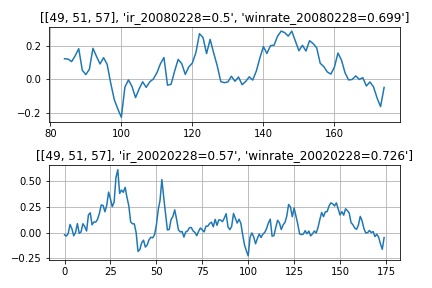 [[49, 51, 57], 'ir_20080228=0.5', 'winrate_20080228=0.699']
0.2
0.0
−0.2
80 100 120 140 160
[[49, 51, 57], 'ir_20020228=0.57', 'winrate_20020228=0.726']
0.50
0.25
0.00
−0.25
0 25 50 75 100 125 150 175